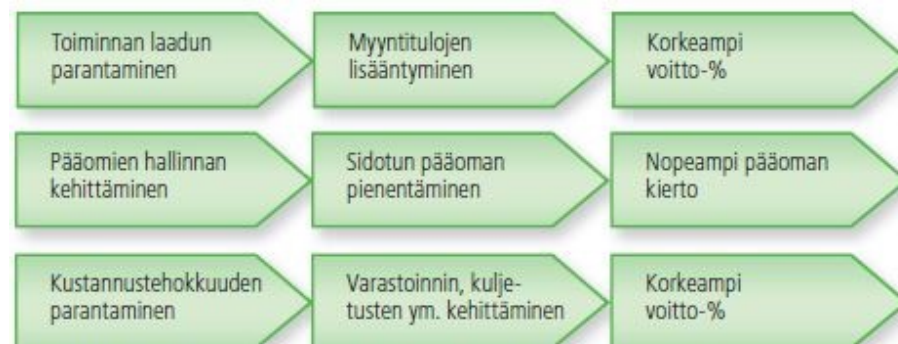 Toiminnan laadun
parantaminen
Myyntitulojen
lisääntyminen
Korkeampi
voitto-%
Pääomien hallinnan
kehittäminen
Sidotun pääoman
pienentäminen
Nopeampi pääoman
kierto
Kustannustehokkuuden
parantaminen
Varastoinnin, kulje-
tusten ym. kehittäminen
Korkeampi
voitto-%